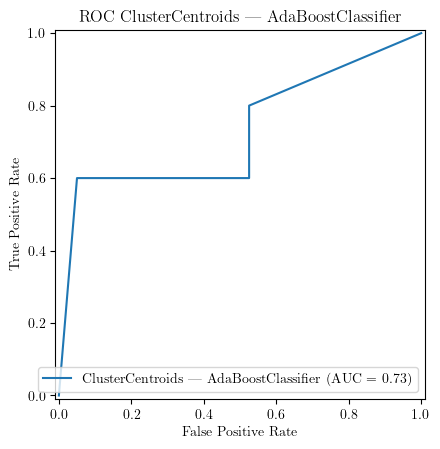 ROC ClusterCentroids — AdaBoostClassifier
1.0
0.8
0.6
0.4
0.2
0.0
True Positive Rate
ClusterCentroids — AdaBoostClassifier (AUC = 0.73)
0.0 0.2 0.4 0.6 0.8 1.0
False Positive Rate